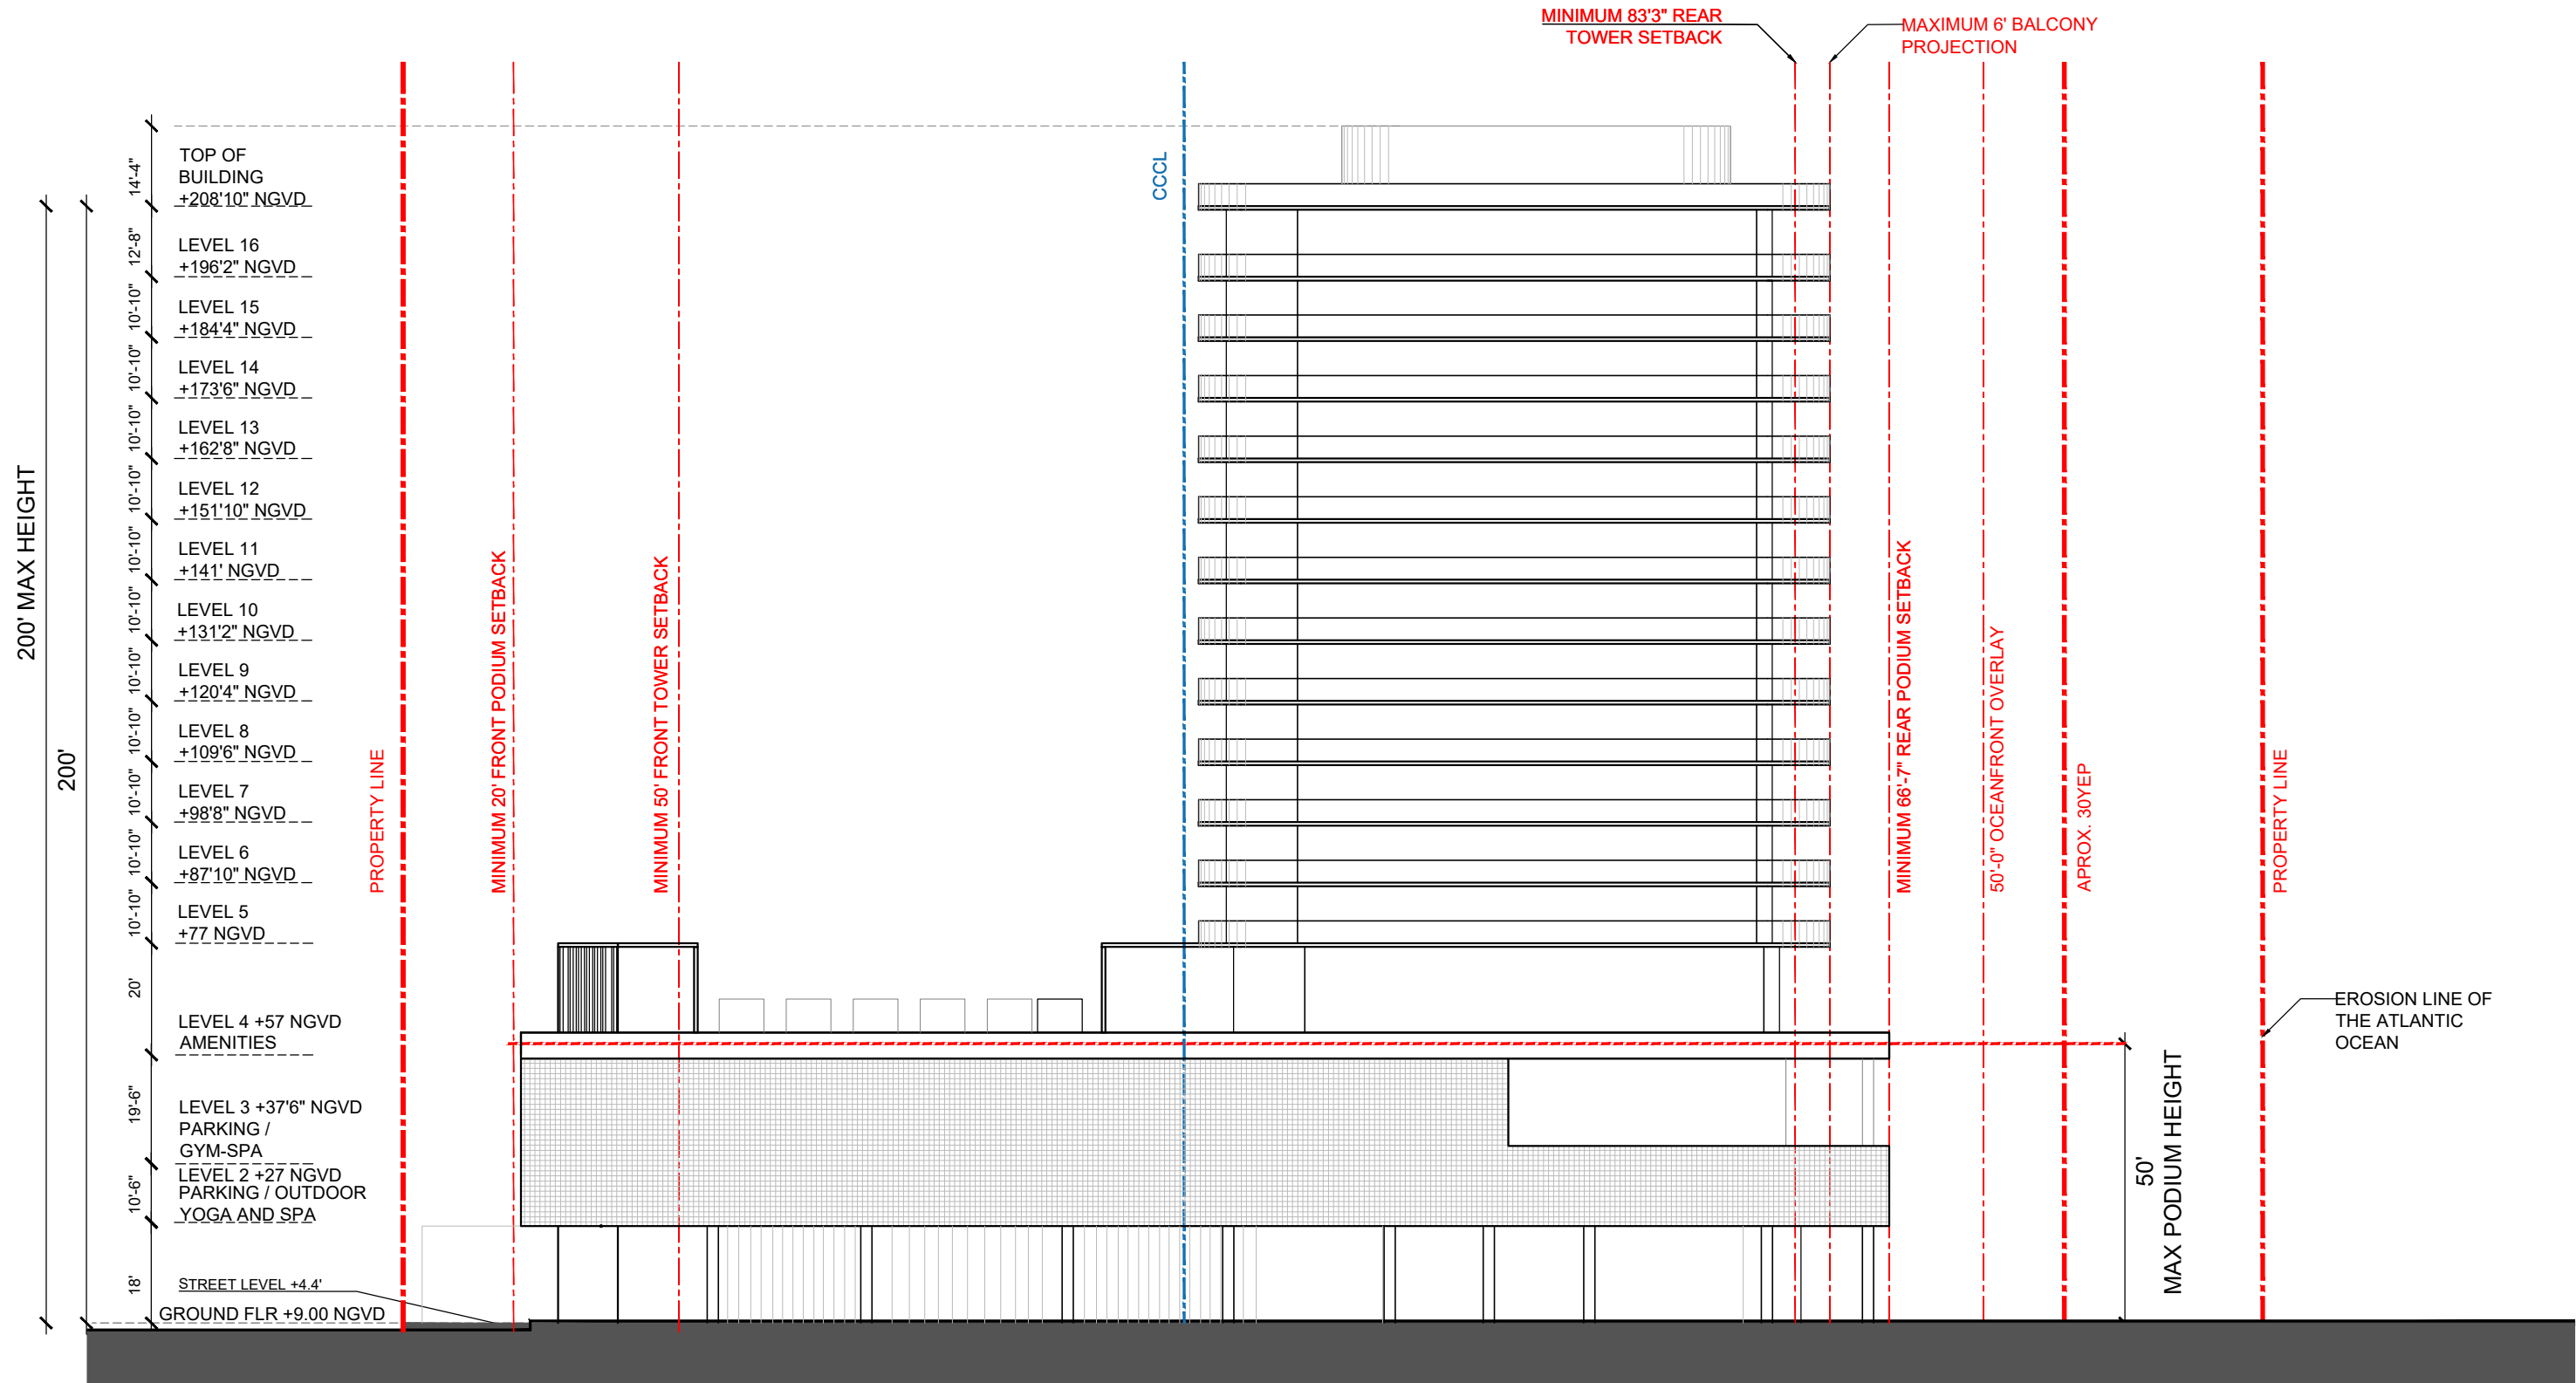 MINIMUM 83'3" REAR
TOWER SETBACK
MAXIMUM 6' BALCONY
PROJECTION
TOP OF
BUILDING
+208'10" NGVD
14'-4"
CCCL
12'-8"
LEVEL 16
+196'2" NGVD
10'-10"
LEVEL 15
+184'4" NGVD
10'-10"
LEVEL 14
+173'6" NGVD
10'-10"
LEVEL 13
+162'8" NGVD
10'-10"
LEVEL 12
+151'10" NGVD
10'-10"
LEVEL 11
+141' NGVD
10'-10"
LEVEL 10
+131'2" NGVD
10'-10"
LEVEL 9
+120'4" NGVD
10'-10"
LEVEL 8
+109'6" NGVD
10'-10"
LEVEL 7
+98'8" NGVD
10'-10"
LEVEL 6
+87'10" NGVD
10'-10"
LEVEL 5
+77 NGVD
20'
LEVEL 4 +57 NGVD
AMENITIES
19'-6"
LEVEL 3 +37'6" NGVD
PARKING /
GYM-SPA
10'-6"
LEVEL 2 +27 NGVD
PARKING / OUTDOOR
YOGA AND SPA
18'
STREET LEVEL +4.4'
GROUND FLR +9.00 NGVD
200' MAX HEIGHT
200'
PROPERTY LINE
MINIMUM 20' FRONT PODIUM SETBACK
MINIMUM 50' FRONT TOWER SETBACK
MINIMUM 66'-7" REAR PODIUM SETBACK
50'-0" OCEANFRONT OVERLAY
APROX. 30YEP
PROPERTY LINE
EROSION LINE OF
THE ATLANTIC
OCEAN
50'
MAX PODIUM HEIGHT